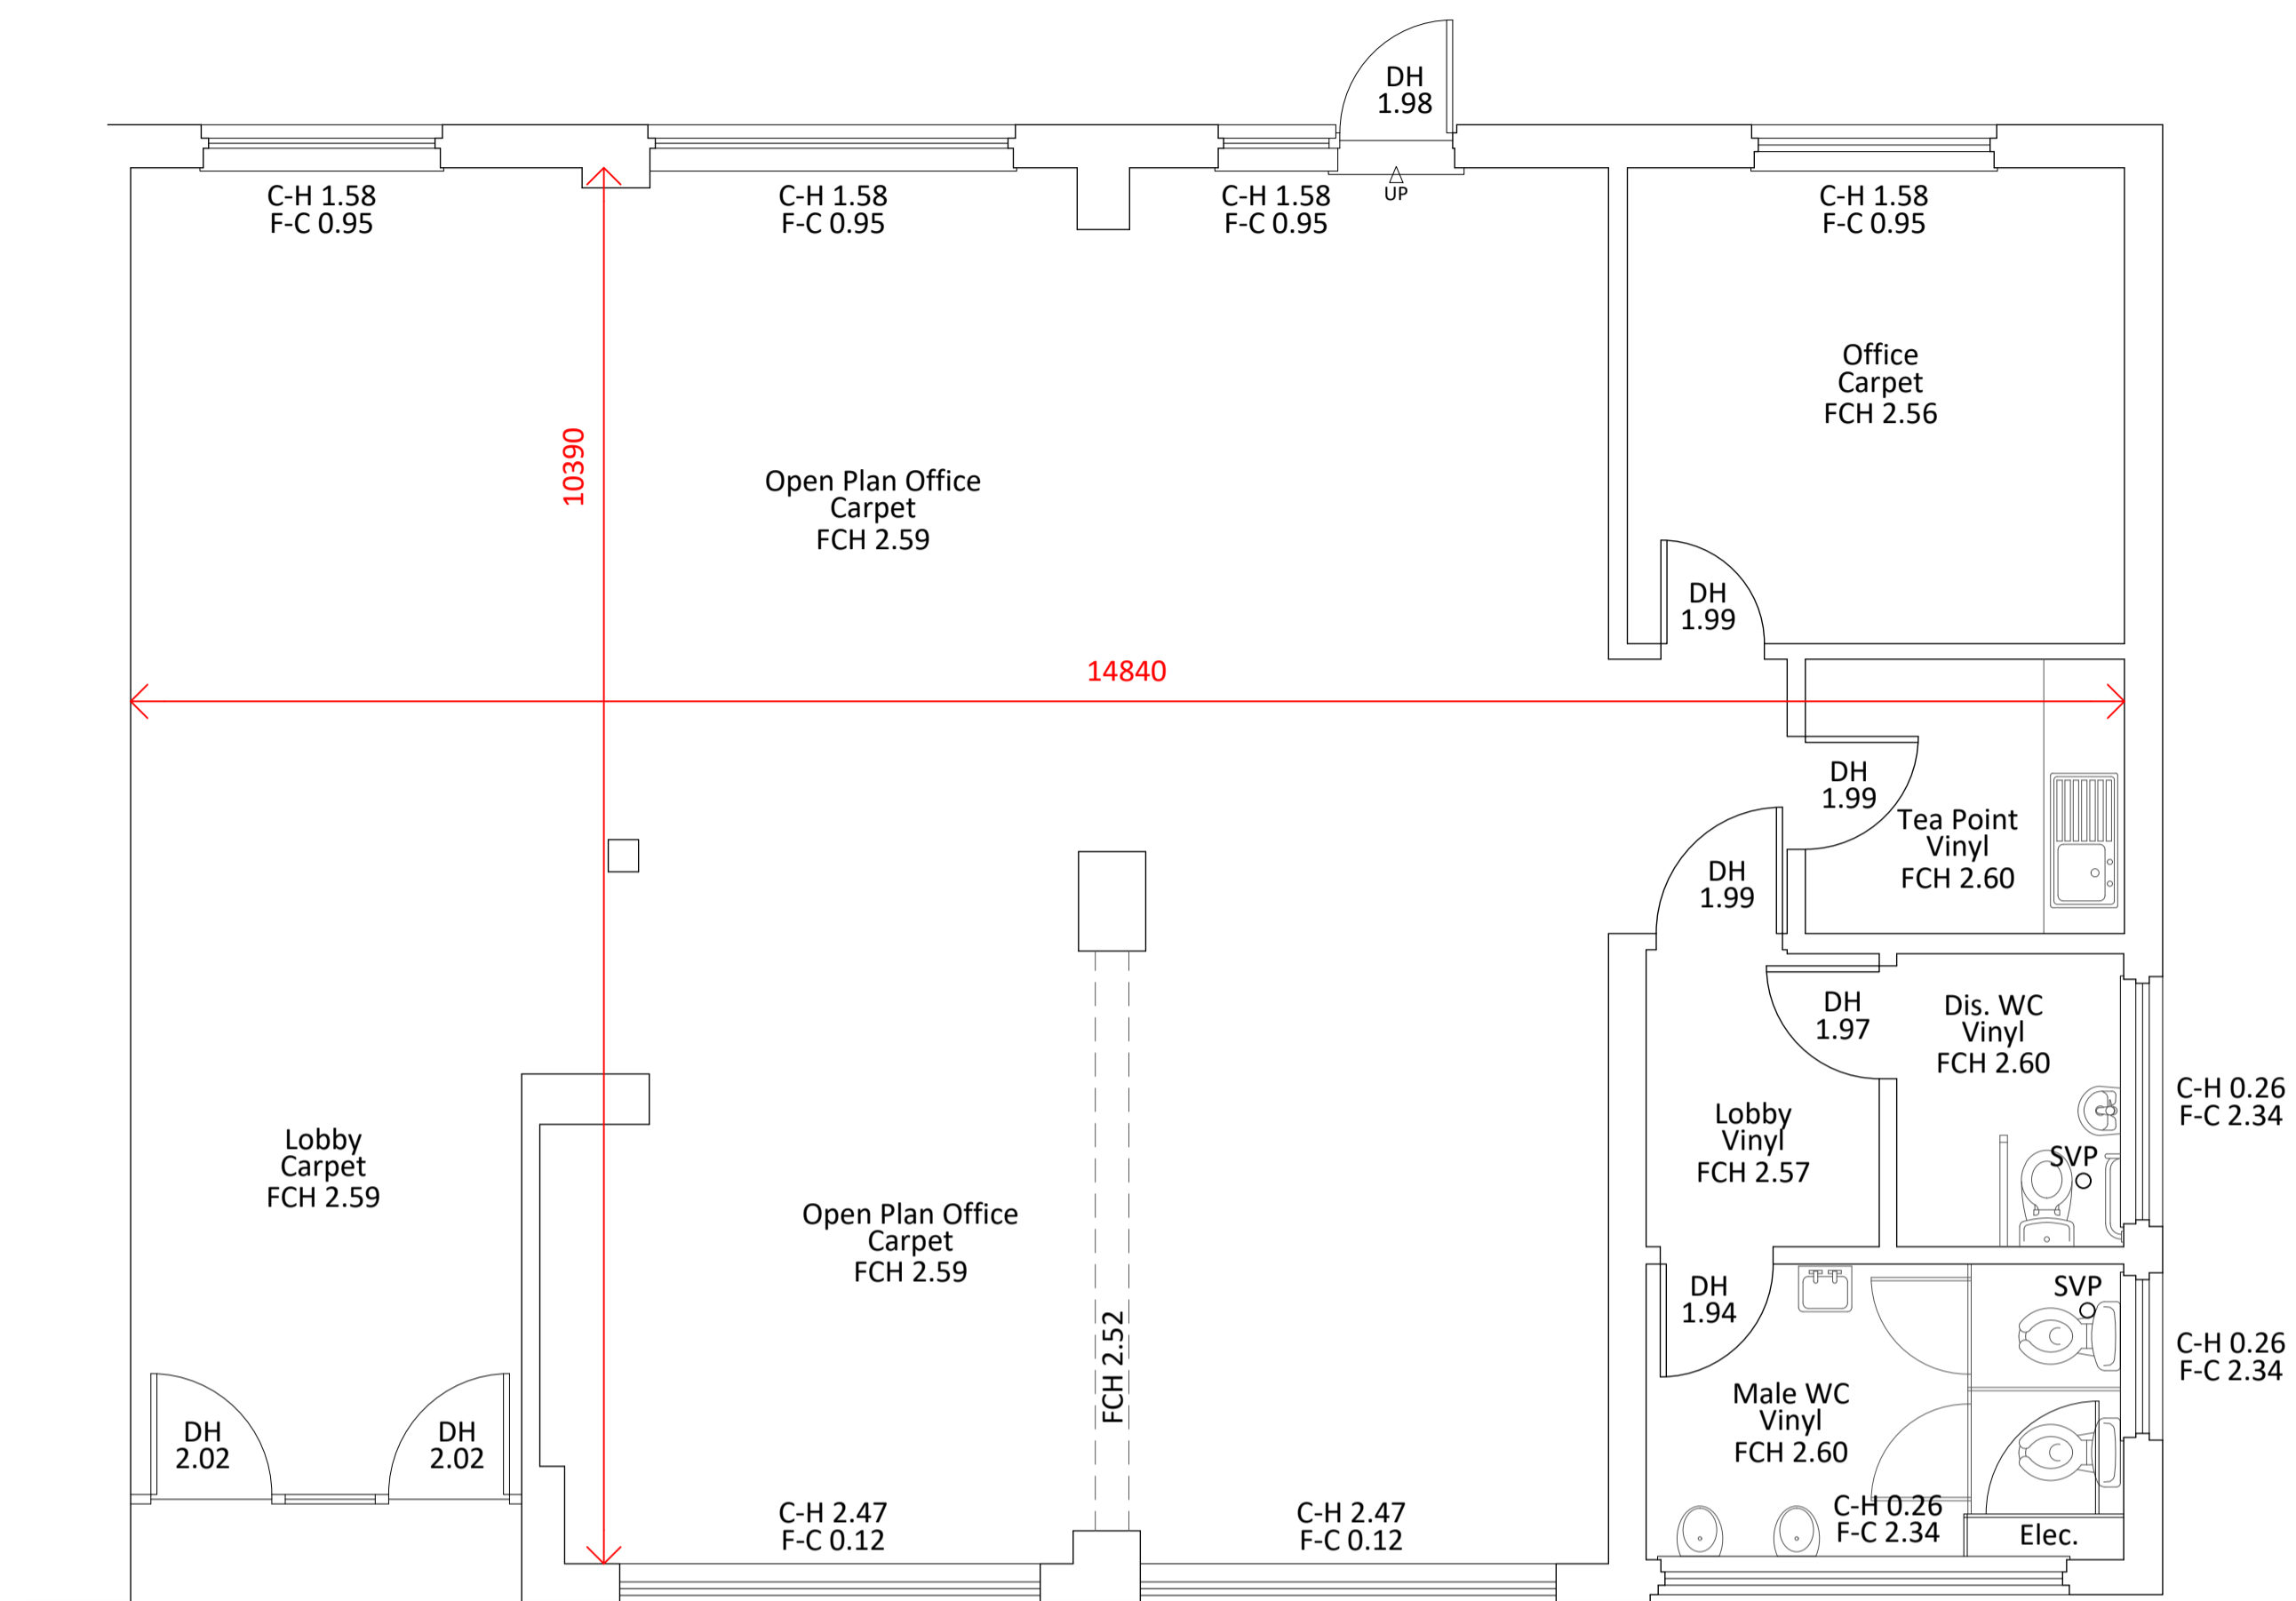 DH
1.98
UP
C-H 1.58
F-C 0.95
C-H 1.58
F-C 0.95
C-H 1.58
F-C 0.95
C-H 1.58
F-C 0.95
Office
Carpet
FCH 2.56
10390
Open Plan Office
Carpet
FCH 2.59
DH
1.99
14840
DH
1.99
Tea Point
Vinyl
FCH 2.60
DH
1.99
DH
1.97
Dis. WC
Vinyl
FCH 2.60
C-H 0.26
F-C 2.34
Lobby
Carpet
FCH 2.59
Lobby
Vinyl
FCH 2.57
SVP
Open Plan Office
Carpet
FCH 2.59
FCH 2.52
DH
1.94
SVP
C-H 0.26
F-C 2.34
Male WC
Vinyl
FCH 2.60
DH
2.02
DH
2.02
C-H 2.47
F-C 0.12
C-H 2.47
F-C 0.12
C-H 0.26
F-C 2.34
Elec.